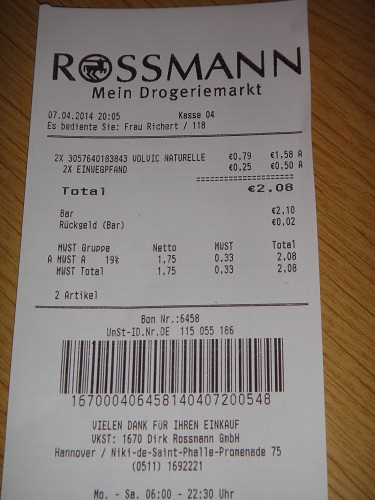 ROSSMANN
Mein Drogeriemarkt
07.04.2014 20:05 Kasse 04
Es bediente Sie: Frau Richert / 118
2X 3057640183843 VOLVIC NATURELLE €0,79 €1,58 A
2X EINWEGPFAND €0,25 €0,50 A
Total €2,08
Bar €2,10
Rückgeld (Bar) €0,02
MWST Gruppe Netto MWST Total
A MWST A 19% 1,75 0,33 2,08
MWST Total 1,75 0,33 2,08
2 Artikel
Bon Nr.:6458
UmSt-ID.Nr.DE 115 055 186
1670004064581404072005​48
VIELEN DANK FÜR IHREN EINKAUF
VKST: 1670 Dirk Rossmann GmbH
Hannover / Niki-de-Saint-Phalle-Promenade 75
(0511) 1692221
Mo. - Sa. 06:00 - 22:30 Uhr